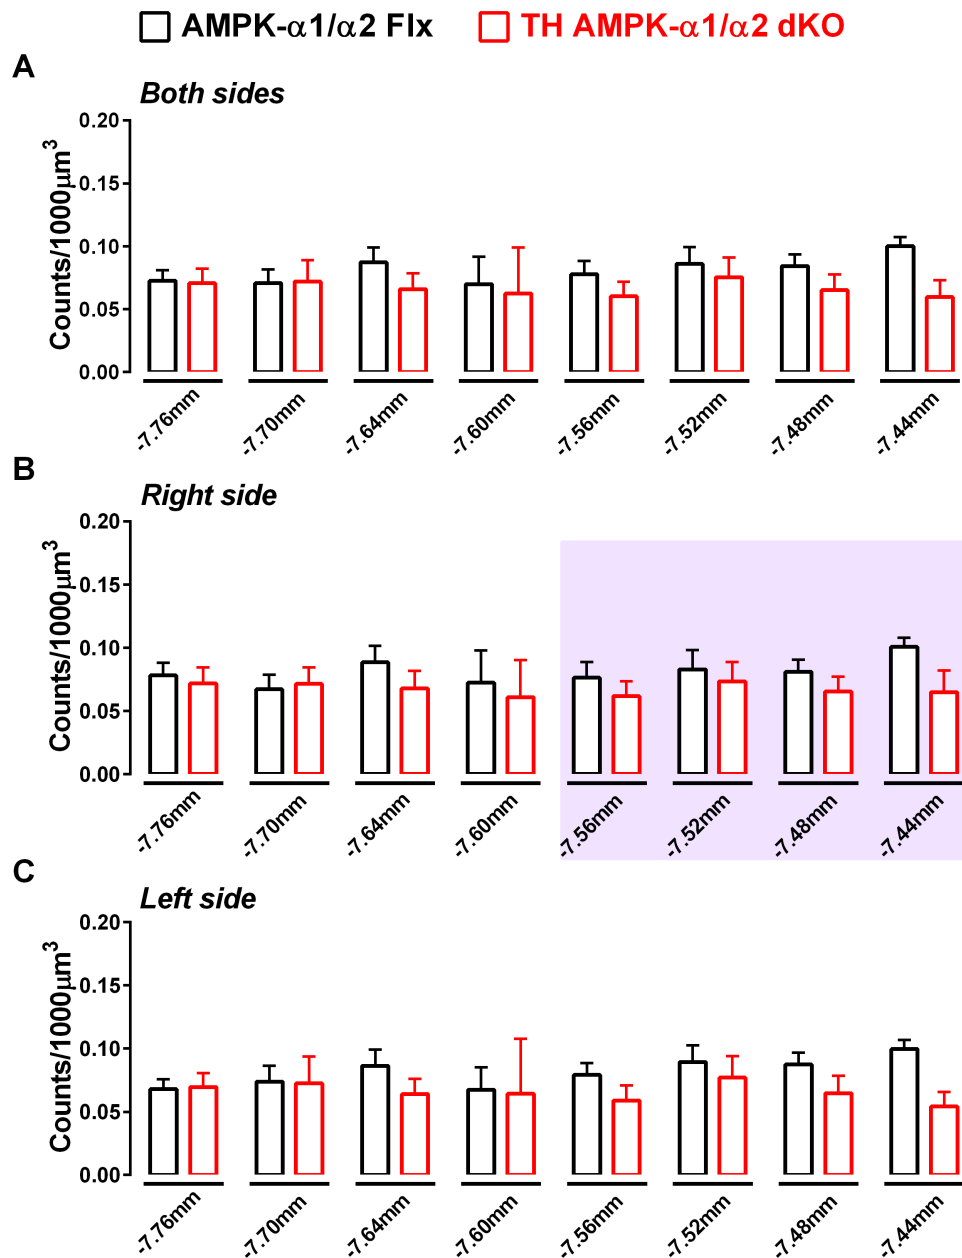 AMPK-α1/α2 Flx TH AMPK-α1/α2 dKO
A
Both sides
Counts/1000μm³
0.20
0.15
0.10
0.05
0.00
-7.76mm -7.70mm -7.64mm -7.60mm -7.56mm -7.52mm -7.48mm -7.44mm
B
Right side
Counts/1000μm³
0.20
0.15
0.10
0.05
0.00
-7.76mm -7.70mm -7.64mm -7.60mm -7.56mm -7.52mm -7.48mm -7.44mm
C
Left side
Counts/1000μm³
0.20
0.15
0.10
0.05
0.00
-7.76mm -7.70mm -7.64mm -7.60mm -7.56mm -7.52mm -7.48mm -7.44mm